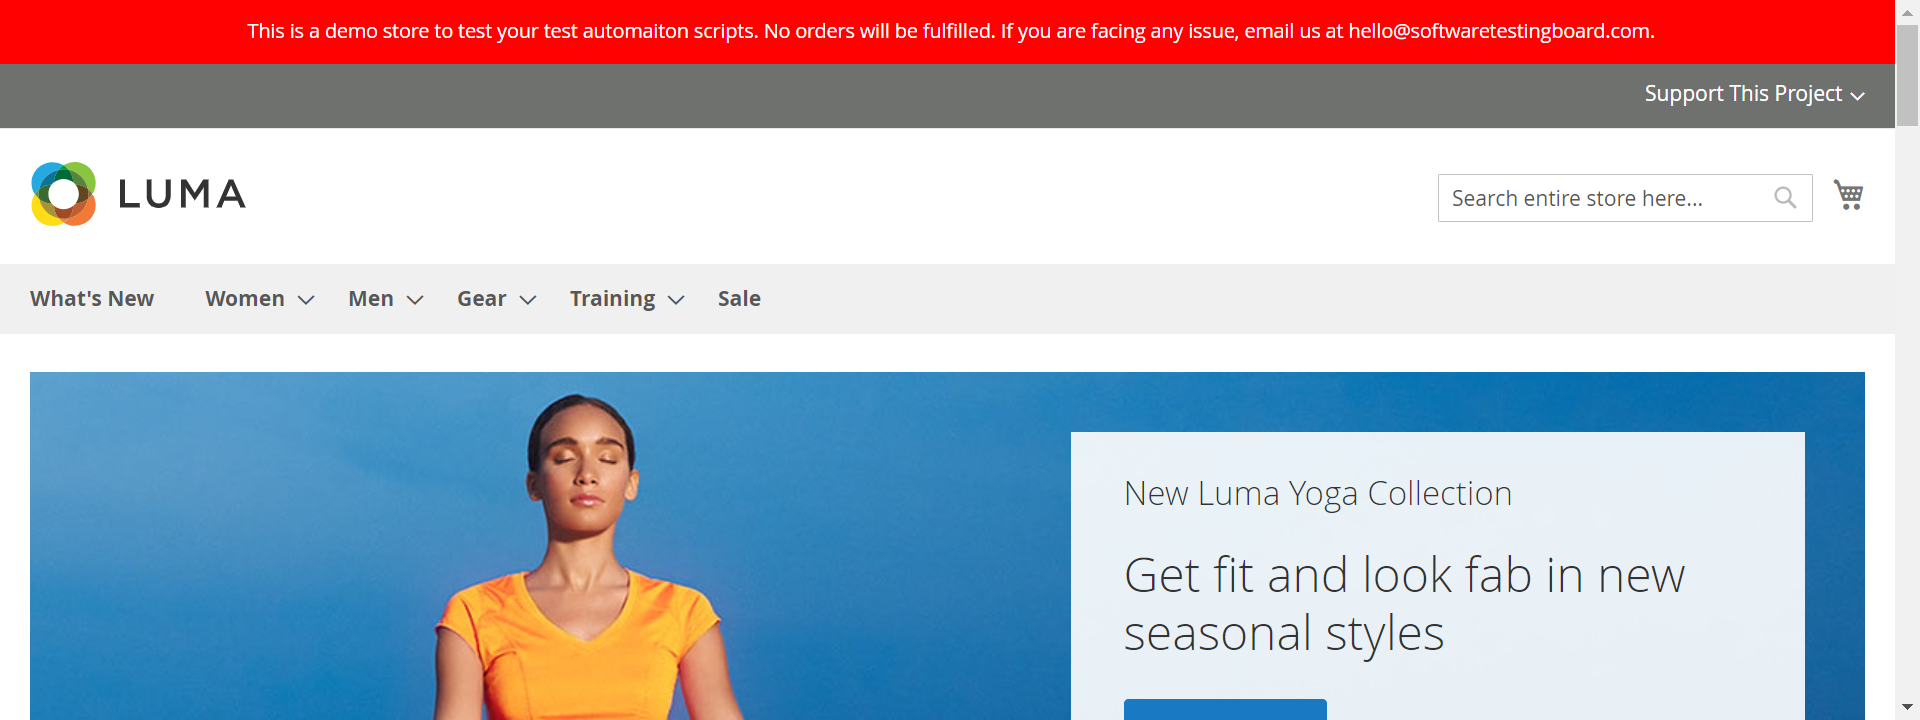 This is a demo store to test your test automaiton scripts. No orders will be fulfilled. If you are facing any issue, email us at hello@softwaretestingboard.com.
Support This Project
LUMA
Search entire store here...
What's New Women Men Gear Training Sale
New Luma Yoga Collection
Get fit and look fab in new
seasonal styles